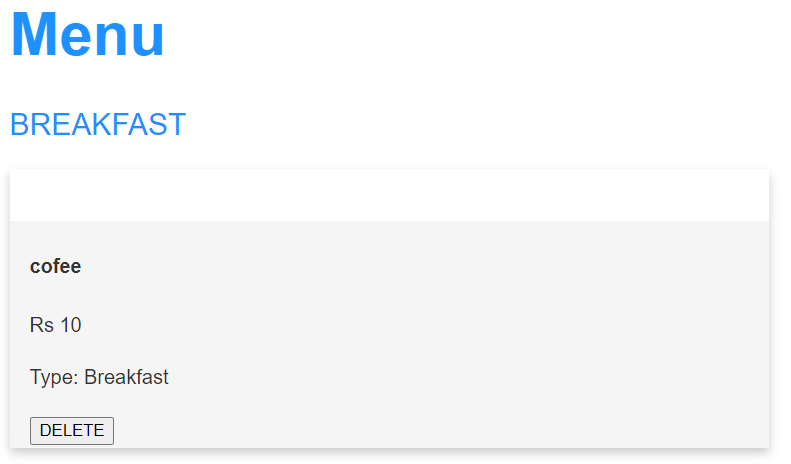 Menu
BREAKFAST
cofee
Rs 10
Type: Breakfast
DELETE